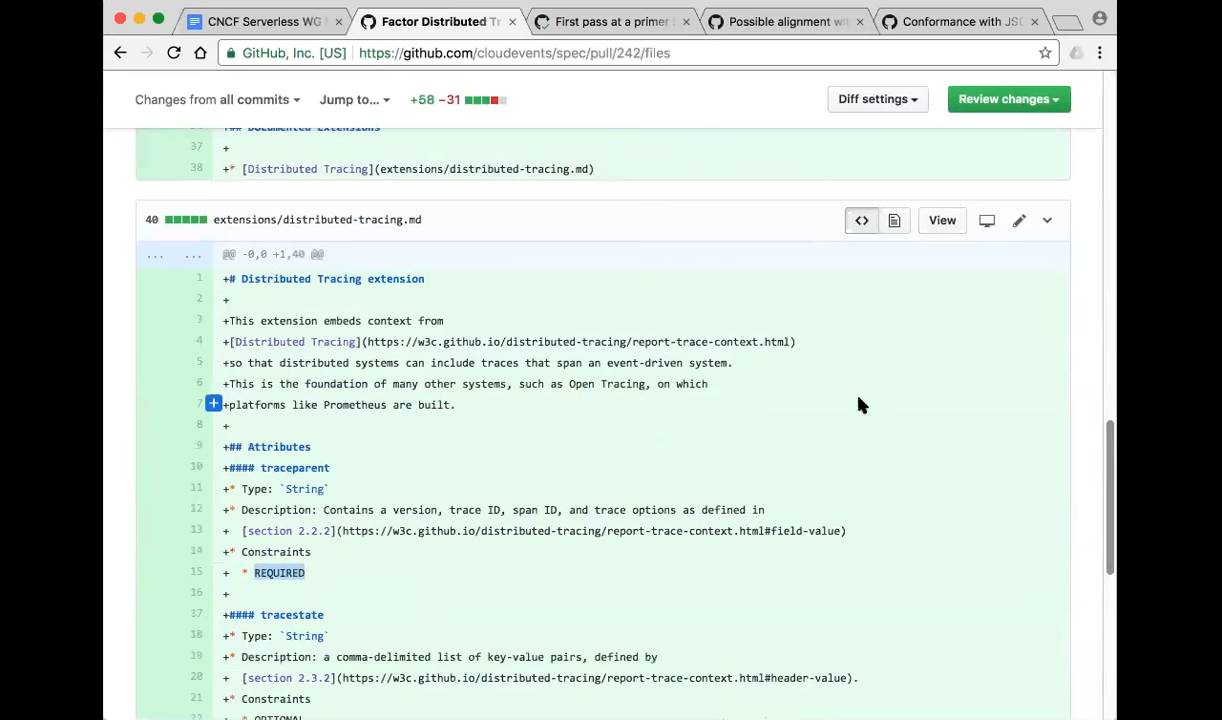 CNCF Serverless WG
Factor Distributed Tr
First pass at a primer
Possible alignment wi
Conformance with JSO
GitHub, Inc. [US]
https://github.com/cloudevents/spec/pull/242/files
Changes from all commits
Jump to...
+58 −31
Diff settings
Review changes
+## Documented Extensions
37 +
38 +* [Distributed Tracing](extensions/distributed-tracing.md)
40 extensions/distributed-tracing.md
View
... ... @@ -0,0 +1,40 @@
1 +# Distributed Tracing extension
2 +
3 +This extension embeds context from
4 +[Distributed Tracing](https://w3c.github.io/distributed-tracing/report-trace-context.html)
5 +so that distributed systems can include traces that span an event-driven system.
6 +This is the foundation of many other systems, such as Open Tracing, on which
7 +platforms like Prometheus are built.
8 +
9 +## Attributes
10 +#### traceparent
11 +* Type: `String`
12 +* Description: Contains a version, trace ID, span ID, and trace options as defined in
13 + [section 2.2.2](https://w3c.github.io/distributed-tracing/report-trace-context.html#field-value)
14 +* Constraints
15 + * REQUIRED
16 +
17 +#### tracestate
18 +* Type: `String`
19 +* Description: a comma-delimited list of key-value pairs, defined by
20 + [section 2.3.2](https://w3c.github.io/distributed-tracing/report-trace-context.html#header-value).
21 +* Constraints
22 + * OPTIONAL